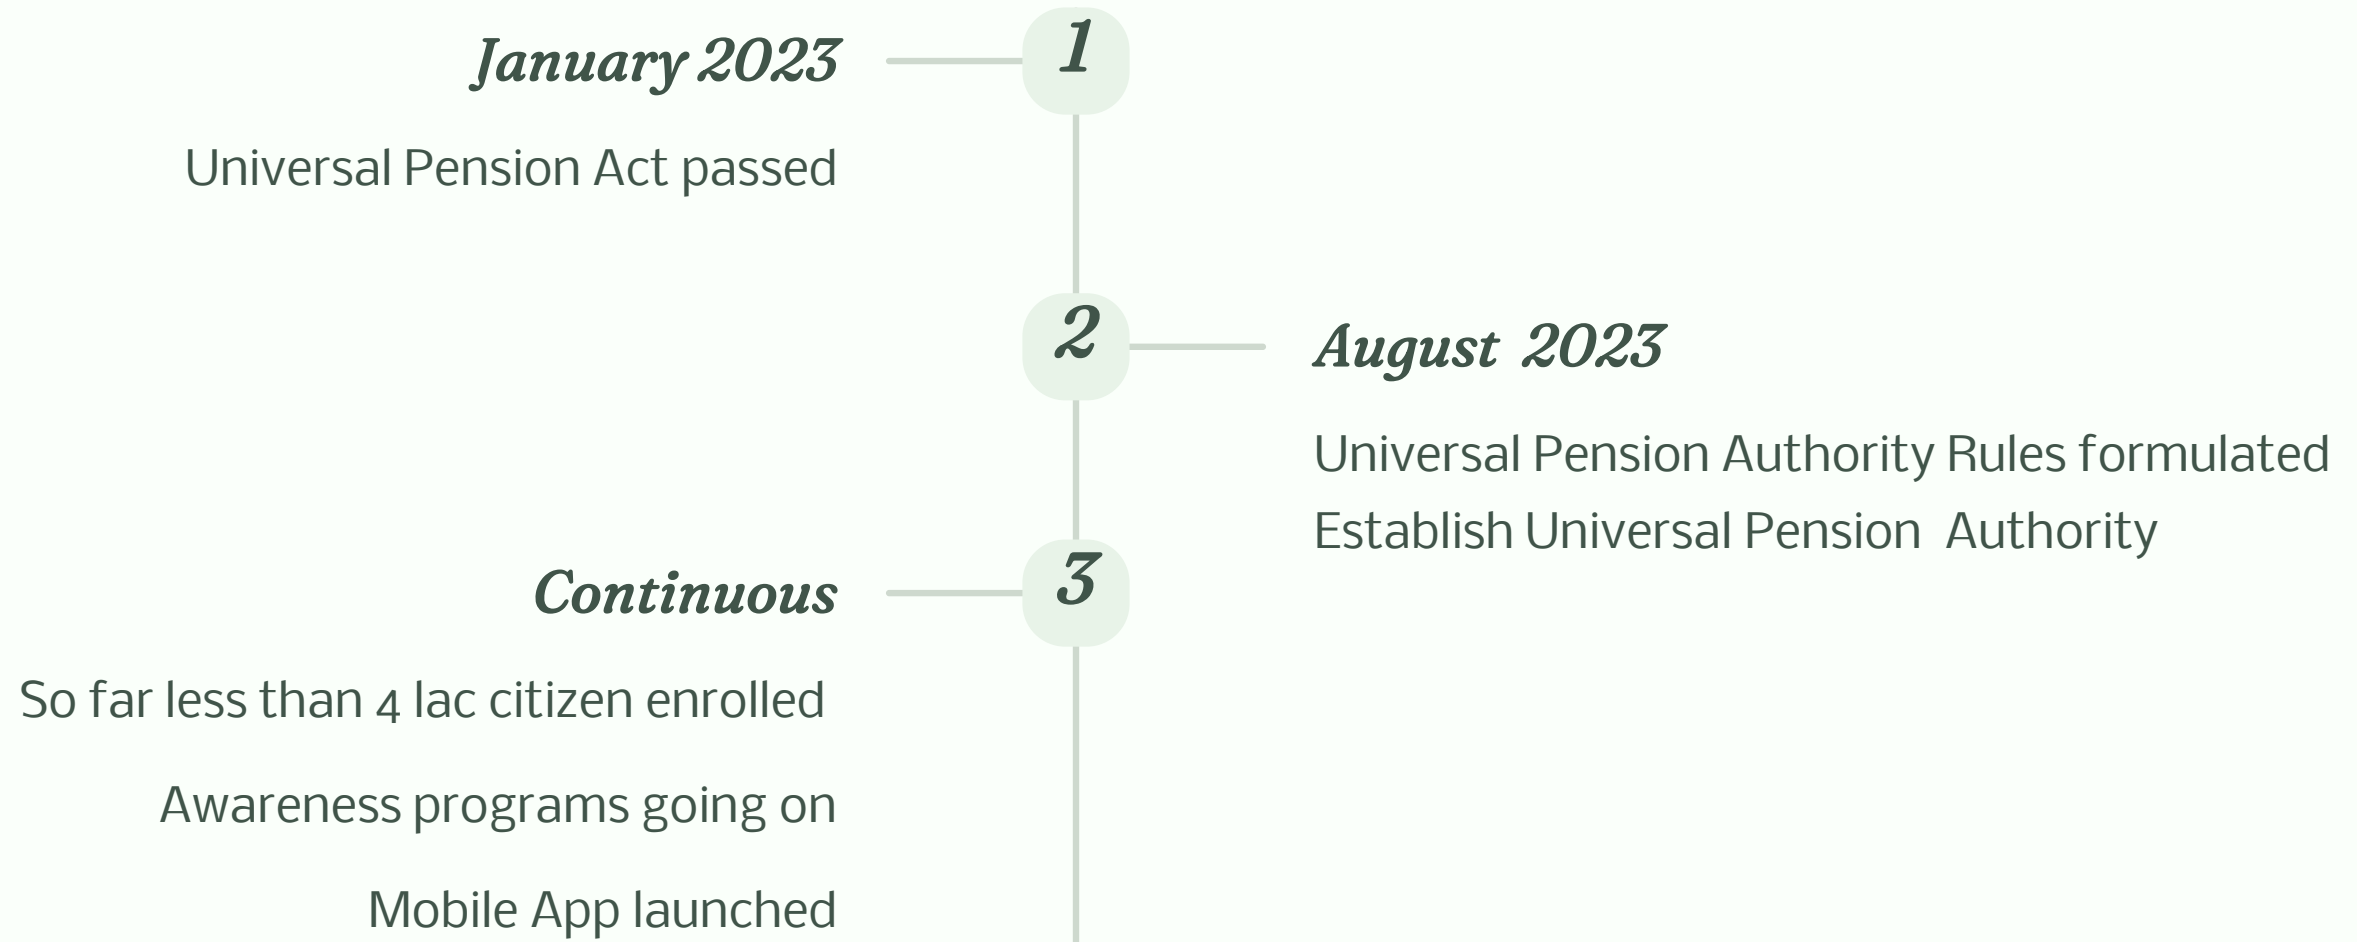 1
January 2023
Universal Pension Act passed
2
August  2023
Universal Pension Authority Rules formulated
Establish Universal Pension  Authority
3
Continuous
So far less than 4 lac citizen enrolled
Awareness programs going on
Mobile App launched